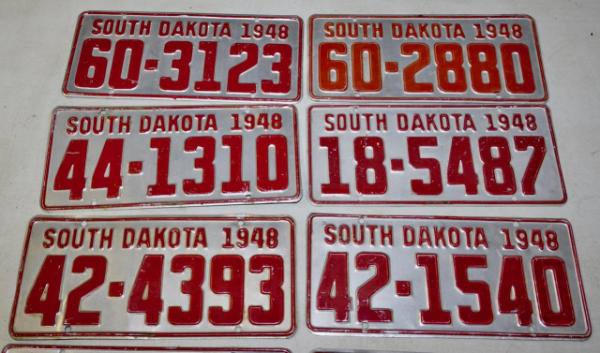 SOUTH DAKOTA 1948
60-3123
SOUTH DAKOTA 1948
60-2880
SOUTH DAKOTA 1948
44-1310
SOUTH DAKOTA 1948
18-5487
SOUTH DAKOTA 1948
42-4393
SOUTH DAKOTA 1948
42-1540